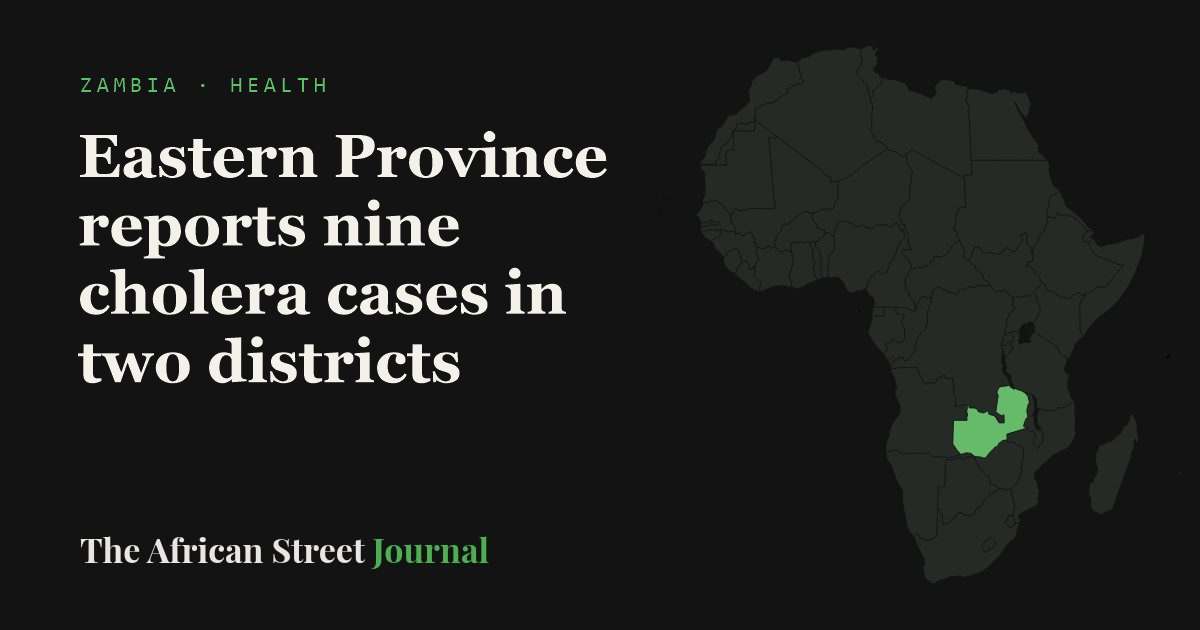 ZAMBIA · HEALTH
Eastern Province
reports nine
cholera cases in
two districts
The African Street Journal